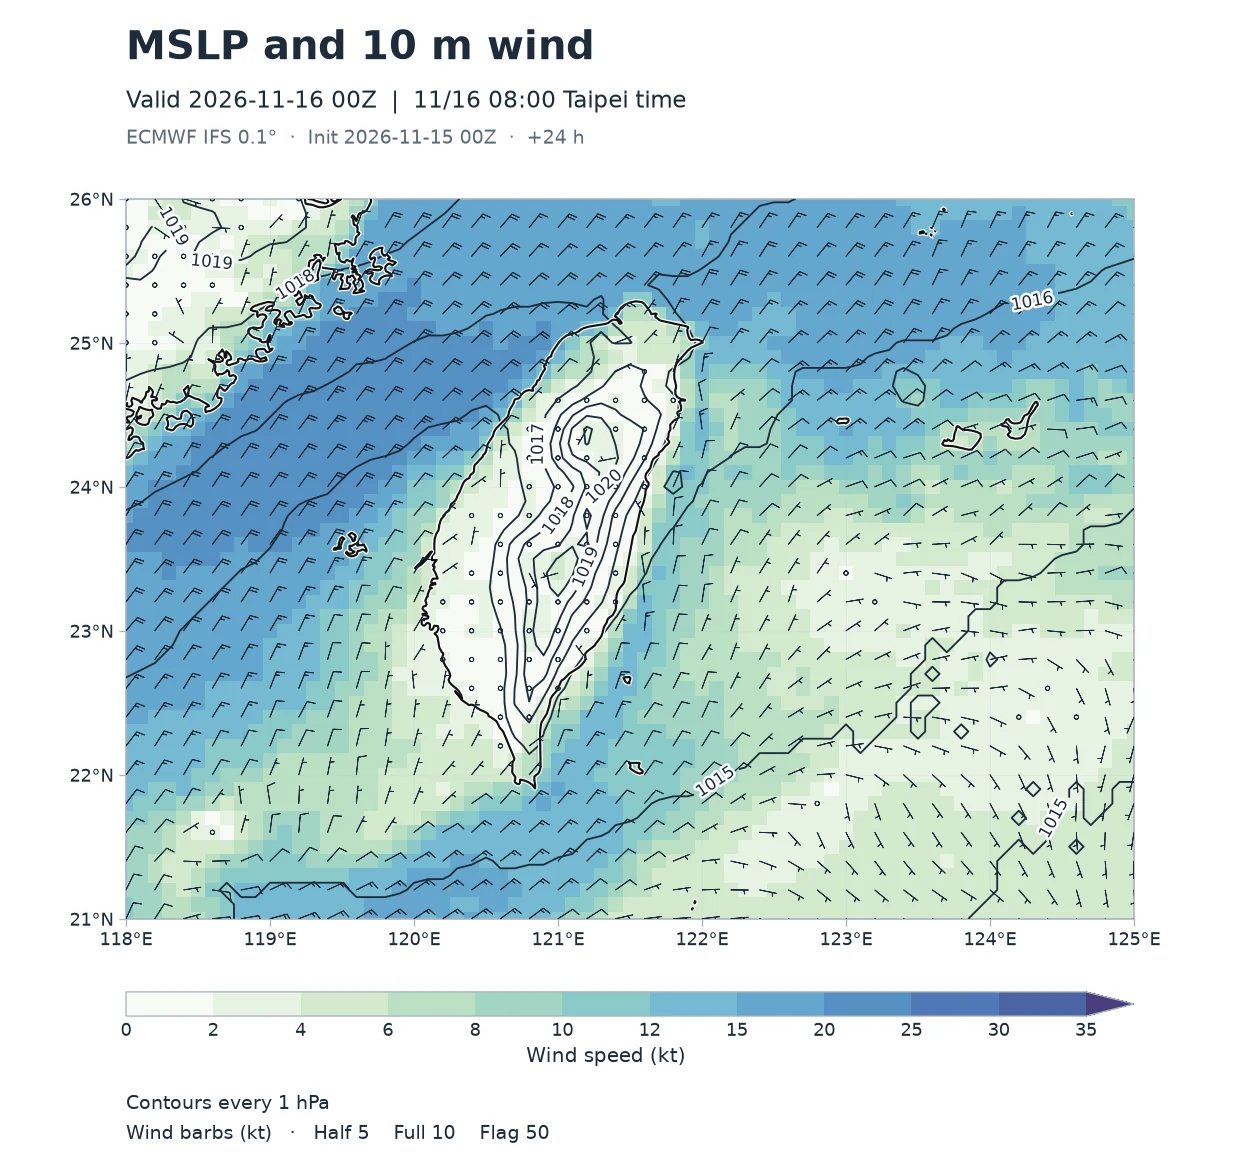 MSLP and 10 m wind
Valid 2026-11-16 00Z | 11/16 08:00 Taipei time
ECMWF IFS 0.1° · Init 2026-11-15 00Z · +24 h
26°N
25°N
24°N
23°N
22°N
21°N
1019
1019
1018
1016
1017
1020
1018
1019
1015
1015
118°E 119°E 120°E 121°E 122°E 123°E 124°E 125°E
0 2 4 6 8 10 12 15 20 25 30 35
Wind speed (kt)
Contours every 1 hPa
Wind barbs (kt) · Half 5 Full 10 Flag 50